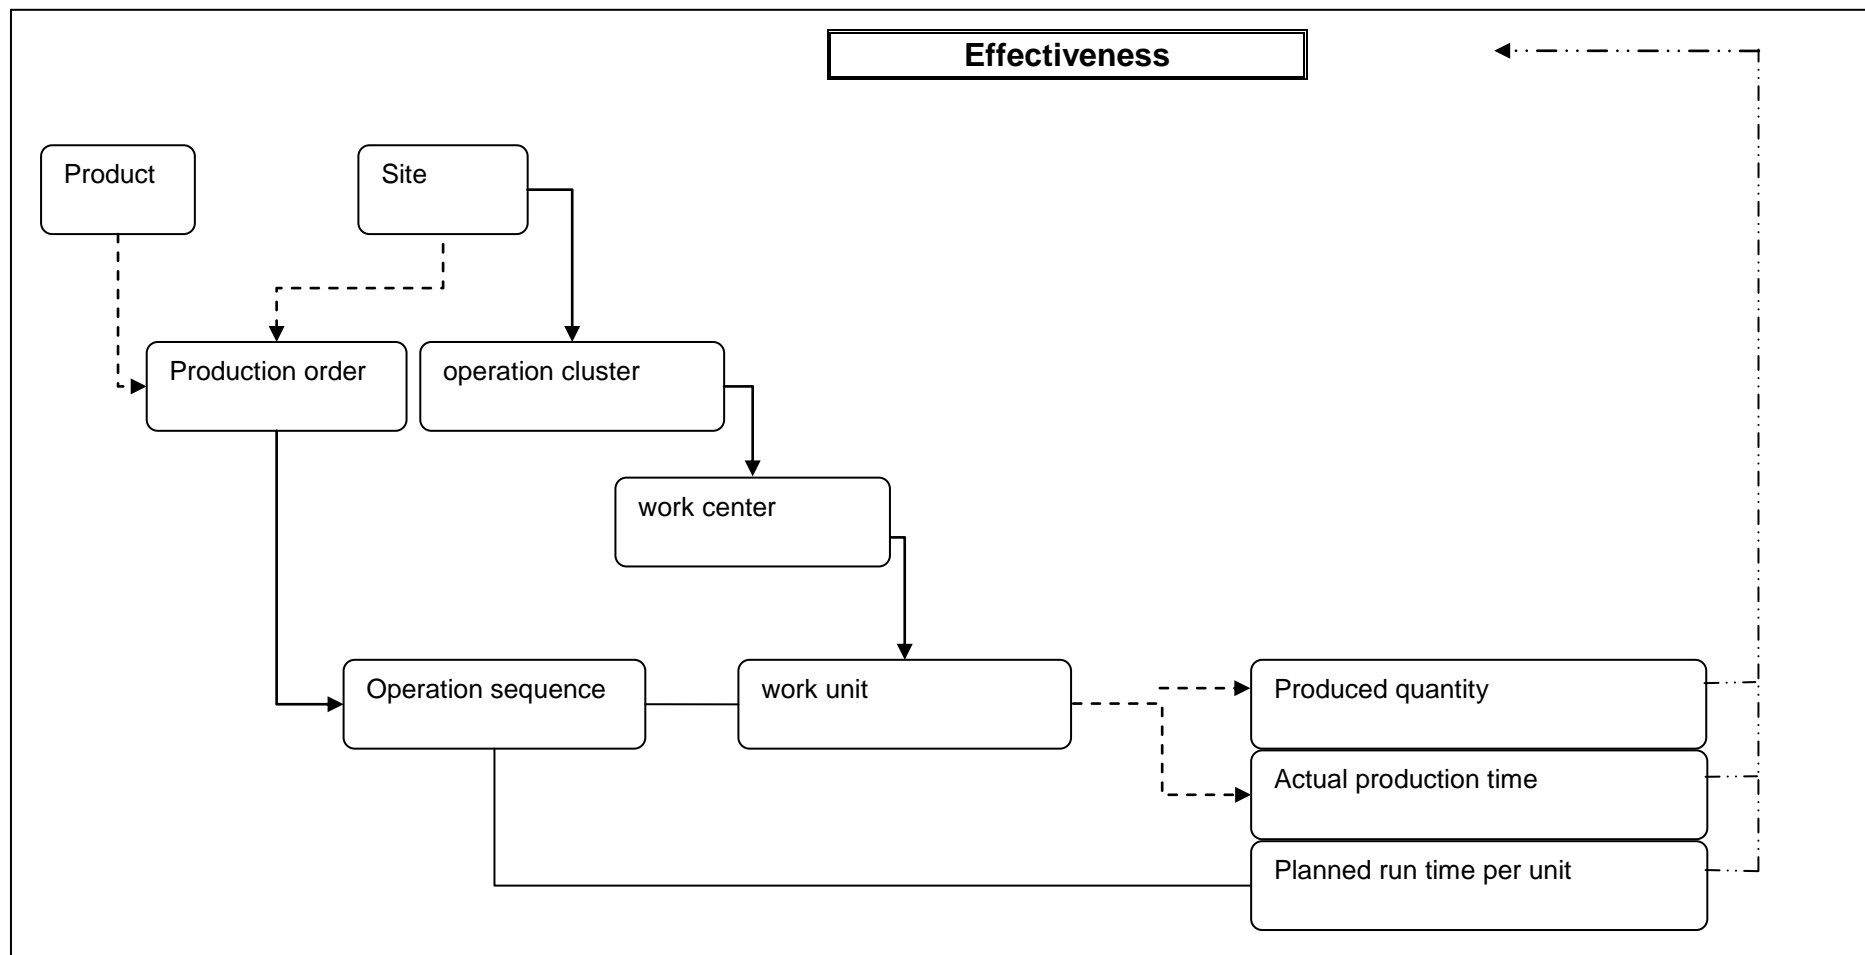 Effectiveness
Product
Site
Production order
operation cluster
work center
Operation sequence
work unit
Produced quantity
Actual production time
Planned run time per unit